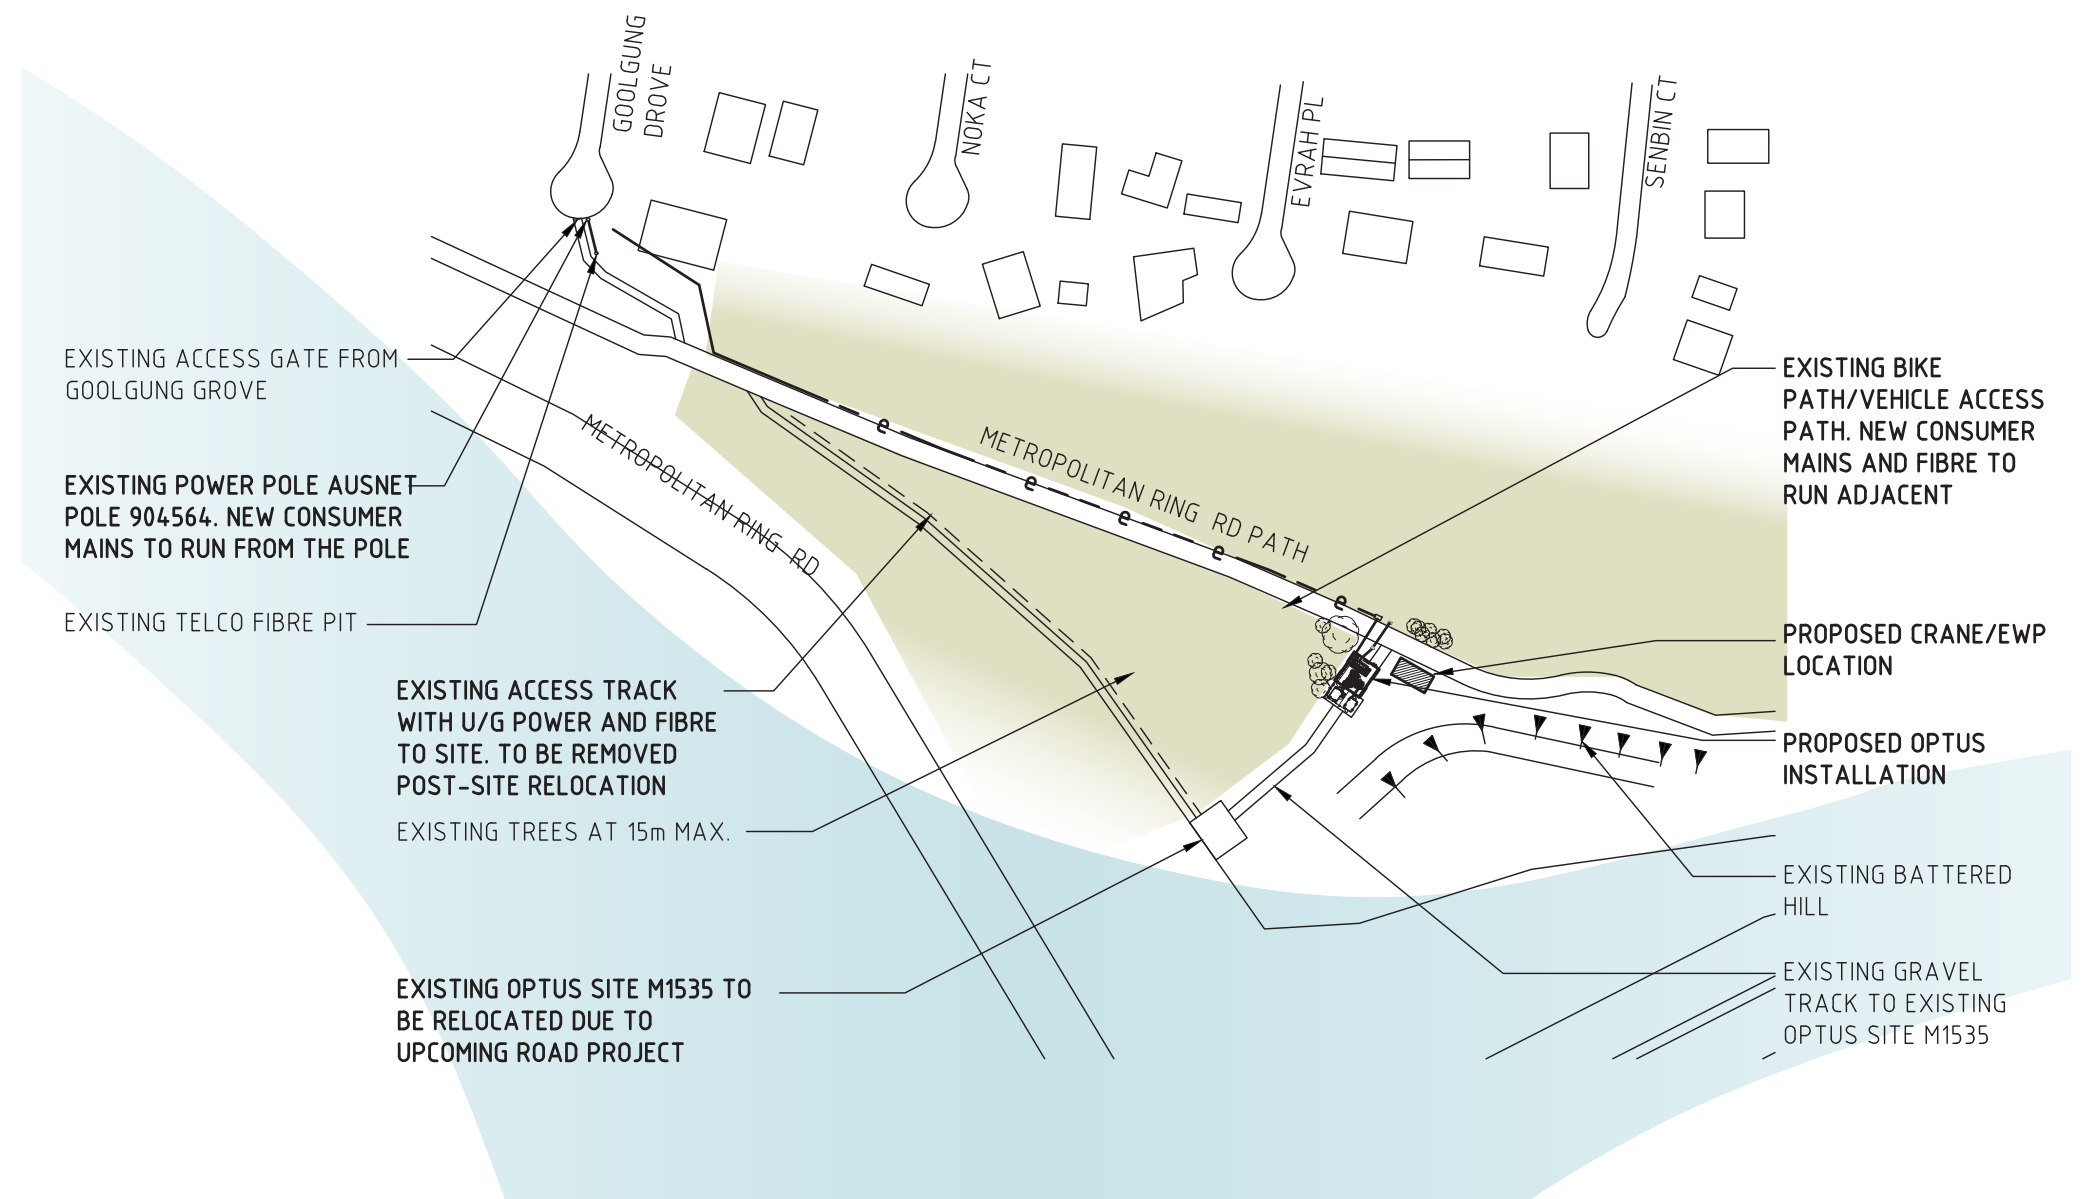 GOOLGUNG
DROVE
NOKA CT
EVRAH PL
SENBIN CT
EXISTING ACCESS GATE FROM
GOOLGUNG GROVE
EXISTING POWER POLE AUSNET
POLE 904564. NEW CONSUMER
MAINS TO RUN FROM THE POLE
EXISTING TELCO FIBRE PIT
METROPOLITAN RING RD
METROPOLITAN RING RD PATH
e
e
e
e
e
EXISTING ACCESS TRACK
WITH U/G POWER AND FIBRE
TO SITE. TO BE REMOVED
POST-SITE RELOCATION
EXISTING TREES AT 15m MAX.
EXISTING OPTUS SITE M1535 TO
BE RELOCATED DUE TO
UPCOMING ROAD PROJECT
EXISTING BIKE
PATH/VEHICLE ACCESS
PATH. NEW CONSUMER
MAINS AND FIBRE TO
RUN ADJACENT
PROPOSED CRANE/EWP
LOCATION
PROPOSED OPTUS
INSTALLATION
EXISTING BATTERED
HILL
EXISTING GRAVEL
TRACK TO EXISTING
OPTUS SITE M1535